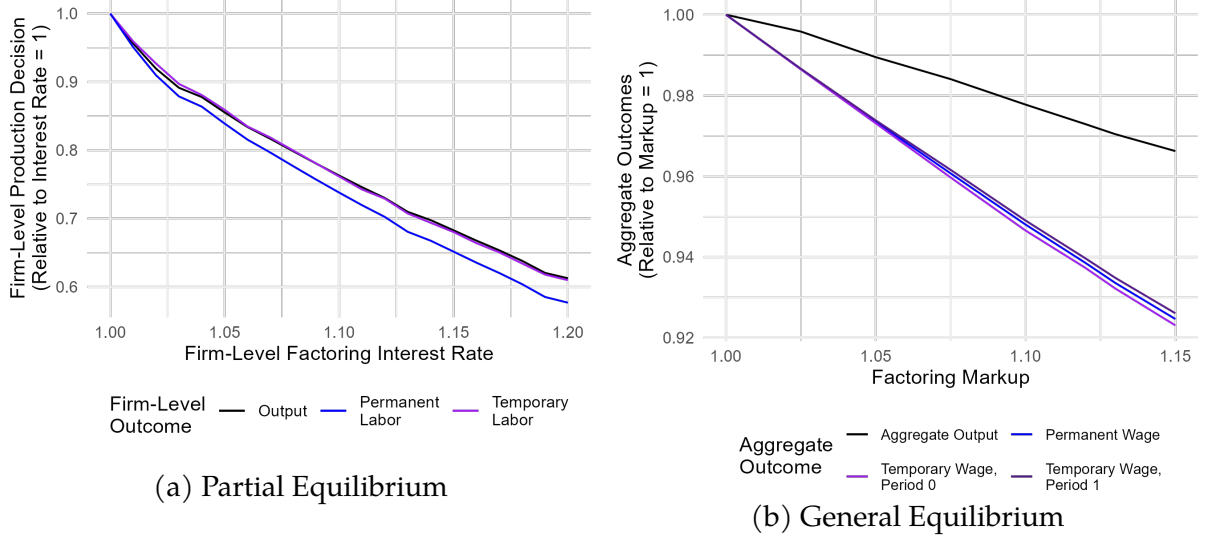 Firm-Level Production Decision
(Relative to Interest Rate = 1)
1.0
0.9
0.8
0.7
0.6
1.00
1.05
1.10
1.15
1.20
Firm-Level Factoring Interest Rate
Firm-Level
Outcome
Output
Permanent
Labor
Temporary
Labor
(a) Partial Equilibrium
Aggregate Outcomes
(Relative to Markup = 1)
1.00
0.98
0.96
0.94
0.92
1.00
1.05
1.10
1.15
Factoring Markup
Aggregate
Outcome
Aggregate Output
Permanent Wage
Temporary Wage,
Period 0
Temporary Wage,
Period 1
(b) General Equilibrium